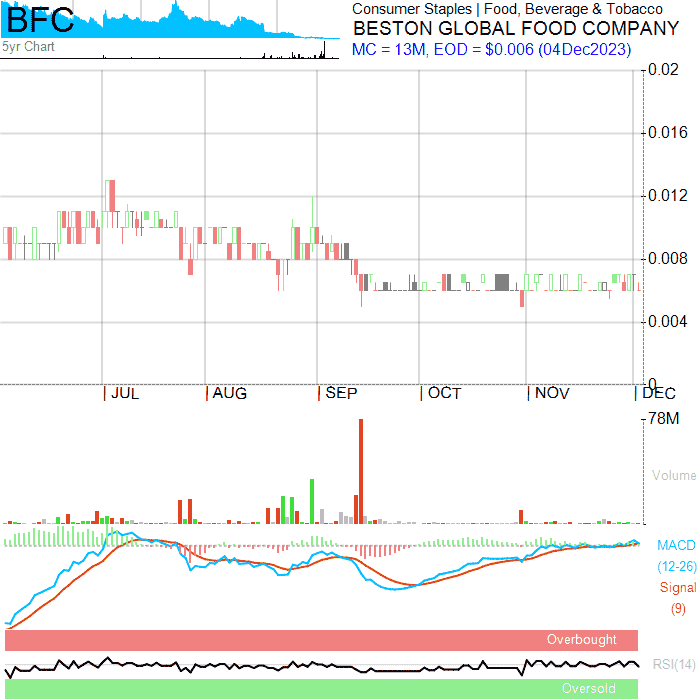 BFC
5yr Chart
Consumer Staples | Food, Beverage & Tobacco
BESTON GLOBAL FOOD COMPANY
MC = 13M, EOD = $0.006 (04Dec2023)
0.02
0.016
0.012
0.008
0.004
0
JUL AUG SEP OCT NOV DEC
78M
Volume
MACD
(12-26)
Signal
(9)
Overbought
RSI(14)
Oversold